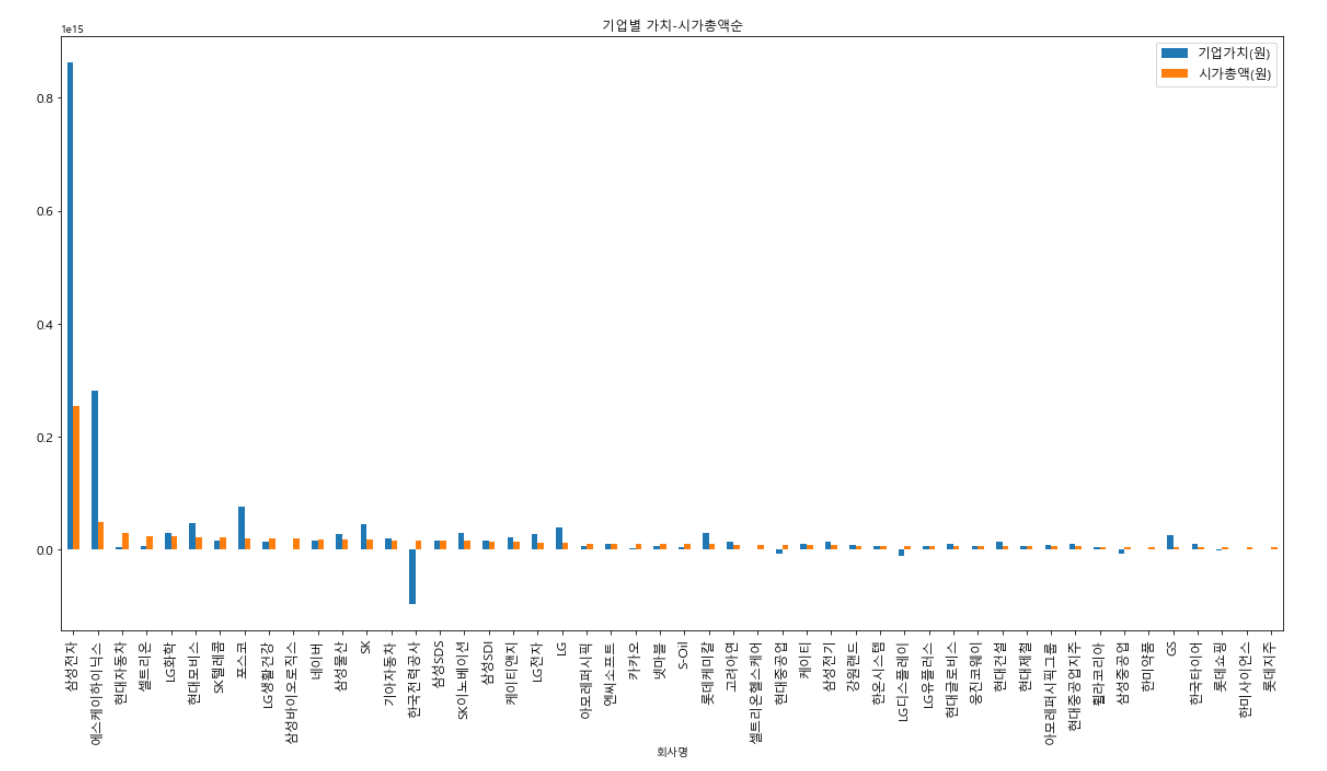 기업별 가치-시가총액순
1e15
기업가치(원)
시가총액(원)
0.8
0.6
0.4
0.2
0.0
삼성전자
에스케이하이닉스
현대자동차
셀트리온
LG화학
현대모비스
SK텔레콤
포스코
LG생활건강
삼성바이오로직스
네이버
삼성물산
SK
기아자동차
한국전력공사
삼성SDS
SK이노베이션
삼성SDI
케이티앤지
LG전자
LG
아모레퍼시픽
엔씨소프트
카카오
넷마블
S-Oil
롯데케미칼
고려아연
셀트리온헬스케어
현대중공업
케이티
삼성전기
강원랜드
한온시스템
LG디스플레이
LG유플러스
현대글로비스
웅진코웨이
현대건설
현대제철
아모레퍼시픽그룹
현대중공업지주
휠라코리아
삼성중공업
한미약품
GS
한국타이어
롯데쇼핑
한미사이언스
롯데지주
회사명